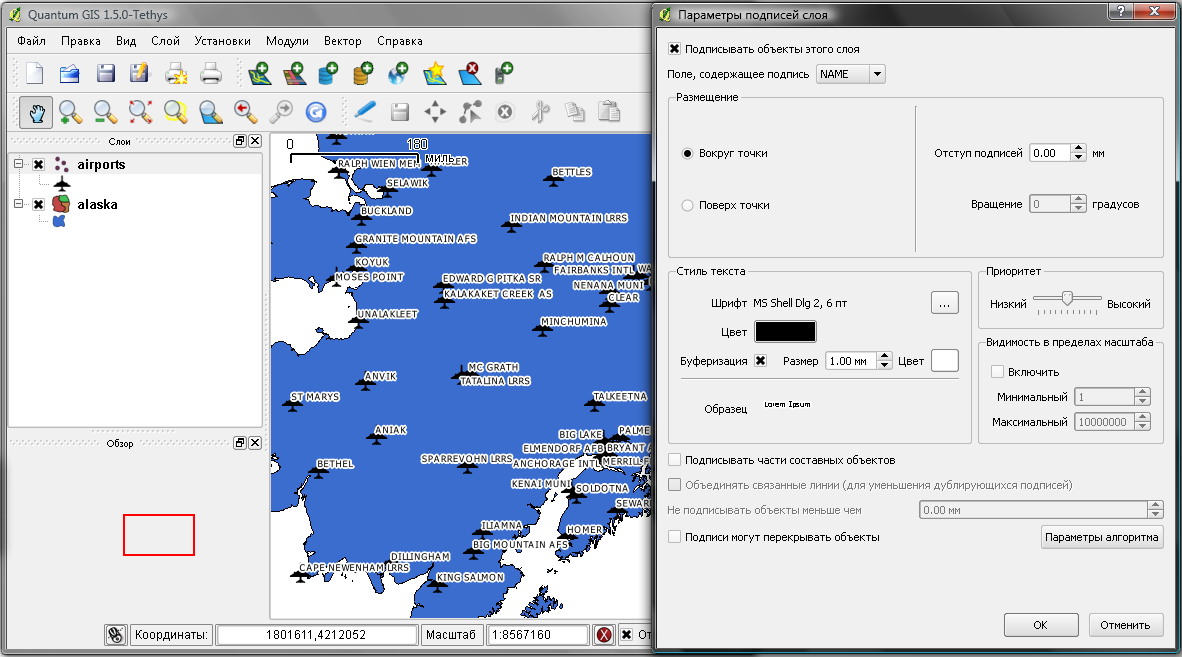 Quantum GIS 1.5.0-Tethys
Файл Правка Вид Слой Установки Модули Вектор Справка
Слои
airports
alaska
Обзор
0 180
миль
RALPH WIEN MEM
SELAWIK
BETTLES
BUCKLAND
INDIAN MOUNTAIN LRRS
GRANITE MOUNTAIN AFS
RALPH M CALHOUN
KOYUK
FAIRBANKS INTL
MOSES POINT
EDWARD G PITKA SR
NENANA MUNI
KALAKAKET CREEK AS
CLEAR
UNALAKLEET
MINCHUMINA
MC GRATH
ANVIK
TATALINA LRRS
ST MARYS
TALKEETNA
ANIAK
BIG LAKE
PALME
ELMENDORF AFB
BRYANT A
SPARREVOHN LRRS
ANCHORAGE INTL
MERRILL F
BETHEL
KENAI MUNI
SOLDOTNA
SEWAR
ILIAMNA
HOMER
BIG MOUNTAIN AFS
DILLINGHAM
CAPE NEWENHAM LRRS
KING SALMON
Координаты: 1801611,4212052 Масштаб 1:8567160 От
Параметры подписей слоя
Подписывать объекты этого слоя
Поле, содержащее подпись NAME
Размещение
Вокруг точки
Отступ подписей 0.00 мм
Поверх точки
Вращение 0 градусов
Стиль текста
Шрифт MS Shell Dlg 2, 6 пт ...
Цвет
Буферизация Размер 1.00 мм Цвет
Образец Lorem Ipsum
Приоритет
Низкий Высокий
Видимость в пределах масштаба
Включить
Минимальный 1
Максимальный 10000000
Подписывать части составных объектов
Объединять связанные линии (для уменьшения дублирующихся подписей)
Не подписывать объекты меньше чем 0.00 мм
Подписи могут перекрывать объекты
Параметры алгоритма
OK Отменить